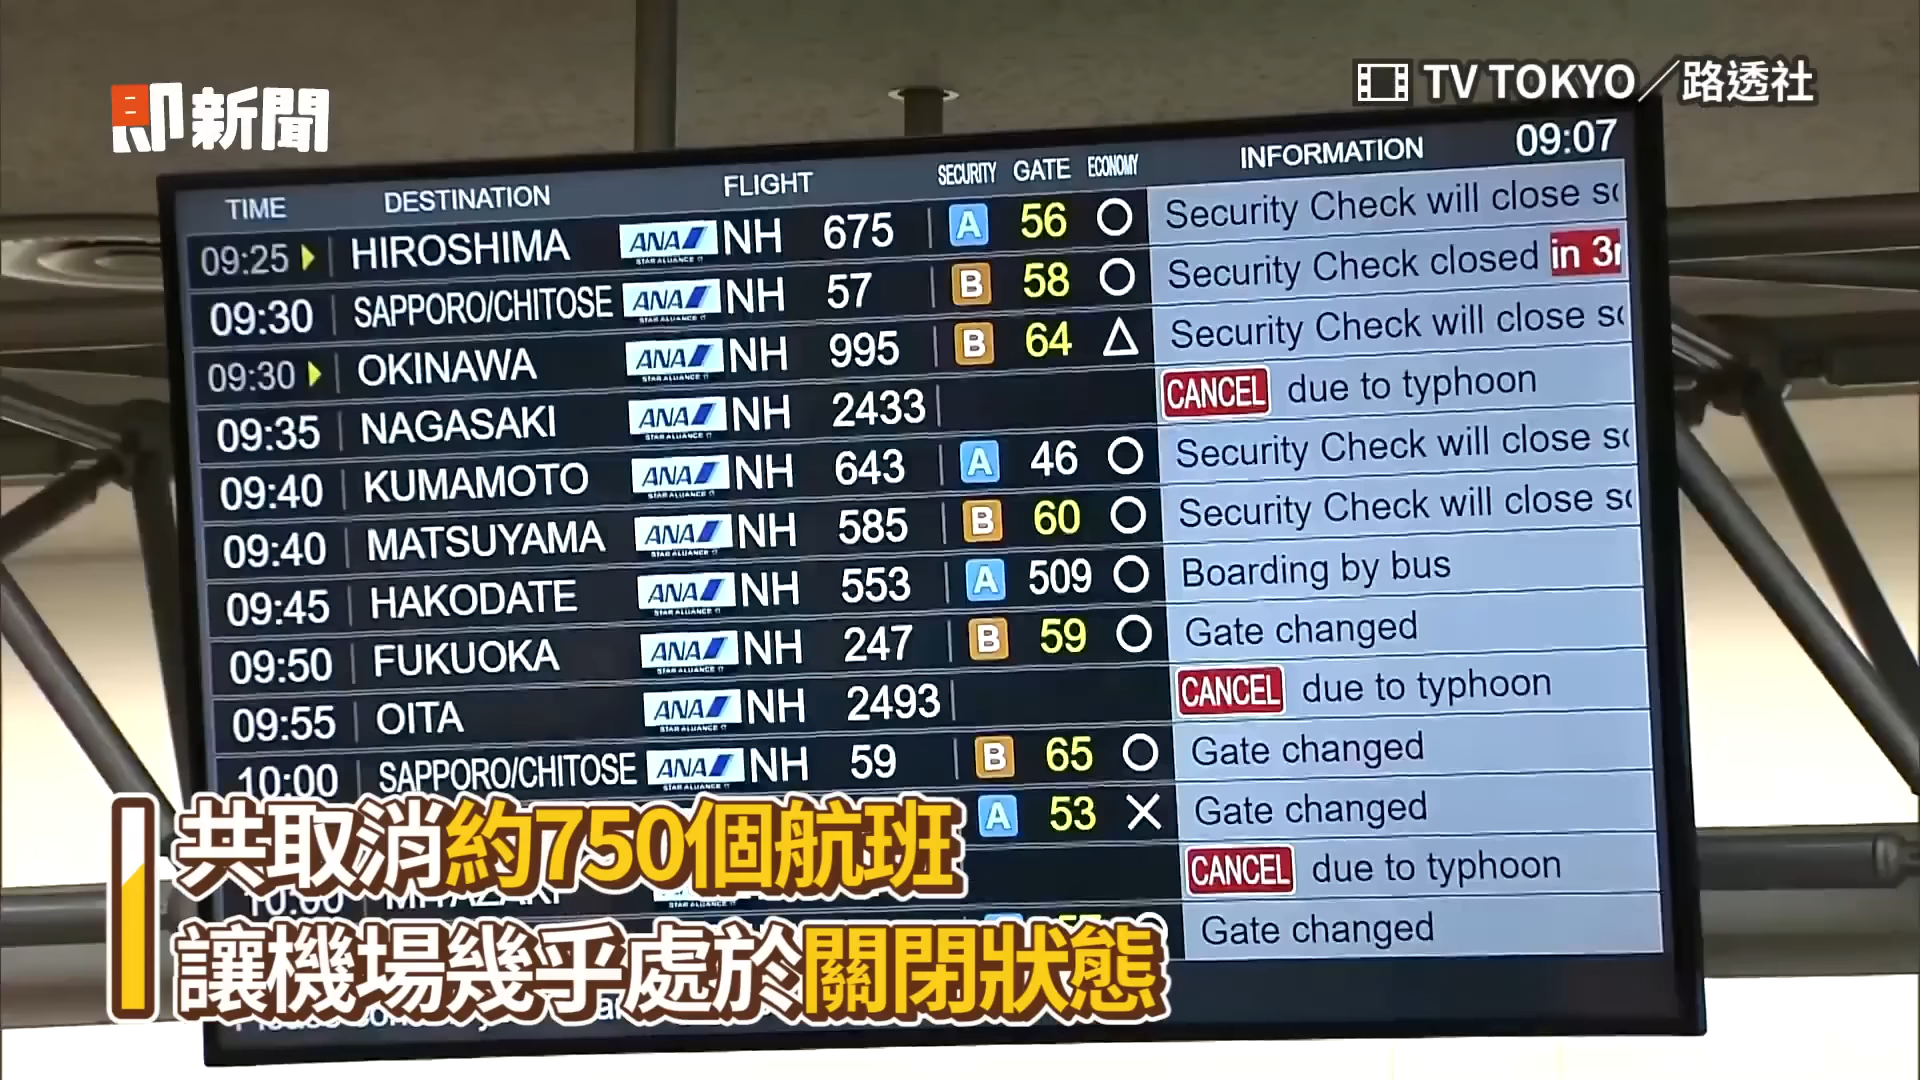 即新聞
TV TOKYO／路透社
TIME DESTINATION FLIGHT SECURITY GATE ECONOMY INFORMATION 09:07
09:25 HIROSHIMA ANA NH 675 A 56 Security Check will close
09:30 SAPPORO/CHITOSE ANA NH 57 B 58 Security Check closed in
09:30 OKINAWA ANA NH 995 B 64 Security Check will close
09:35 NAGASAKI ANA NH 2433 CANCEL due to typhoon
09:40 KUMAMOTO ANA NH 643 A 46 Security Check will close
09:40 MATSUYAMA ANA NH 585 B 60 Security Check will close
09:45 HAKODATE ANA NH 553 A 509 Boarding by bus
09:50 FUKUOKA ANA NH 247 B 59 Gate changed
09:55 OITA ANA NH 2493 CANCEL due to typhoon
10:00 SAPPORO/CHITOSE ANA NH 59 B 65 Gate changed
A 53 Gate changed
CANCEL due to typhoon
Gate changed
共取消約750個航班
讓機場幾乎處於關閉狀態